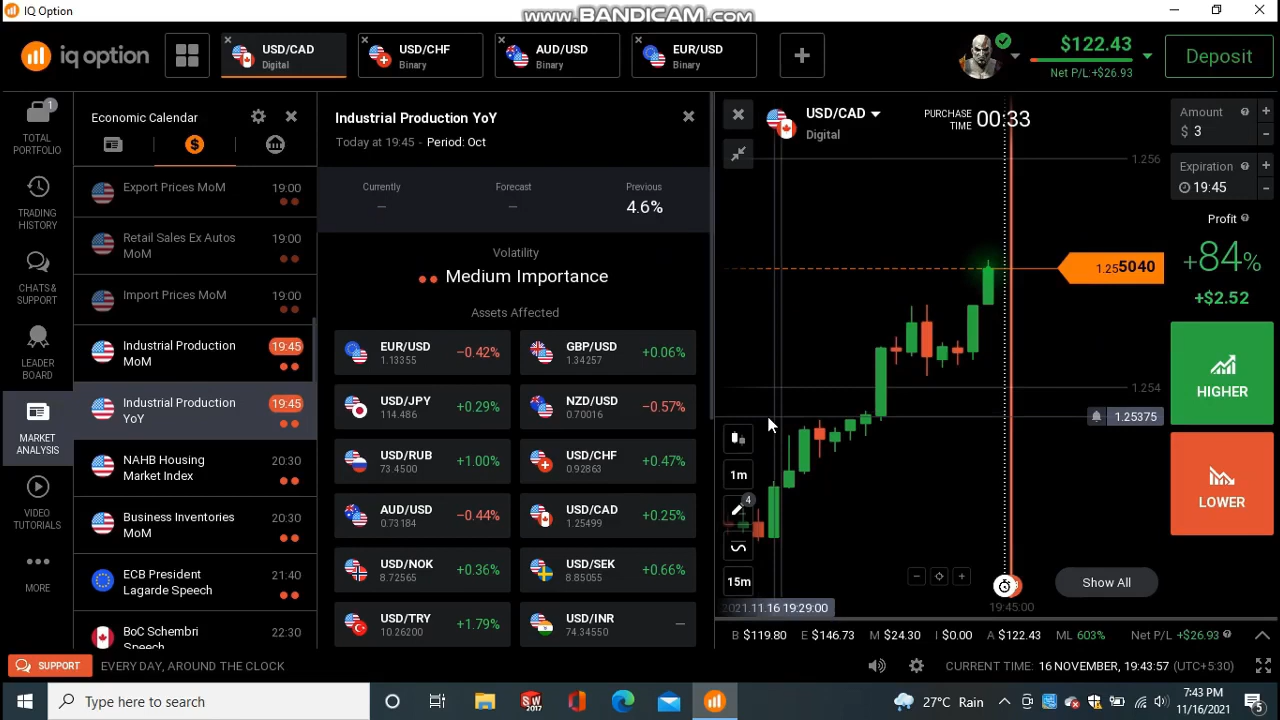 IQ Option
www.BANDICAM.com
iq option
USD/CAD
Digital
USD/CHF
Binary
AUD/USD
Binary
EUR/USD
Binary
$122.43
Net P/L:+$26.93
Deposit
1
TOTAL
PORTFOLIO
TRADING
HISTORY
CHATS &
SUPPORT
LEADER
BOARD
MARKET
ANALYSIS
VIDEO
TUTORIALS
MORE
Economic Calendar
Export Prices MoM
19:00
Retail Sales Ex Autos
MoM
19:00
Import Prices MoM
19:00
Industrial Production
MoM
19:45
Industrial Production
YoY
19:45
NAHB Housing
Market Index
20:30
Business Inventories
MoM
20:30
ECB President
Lagarde Speech
21:40
BoC Schembri
Speech
22:30
Industrial Production YoY
Today at 19:45 • Period: Oct
Currently
Forecast
Previous
– – 4.6%
Volatility
Medium Importance
Assets Affected
EUR/USD
1.13355
−0.42%
GBP/USD
1.34257
+0.06%
USD/JPY
114.486
+0.29%
NZD/USD
0.70016
−0.57%
USD/RUB
73.4500
+1.00%
USD/CHF
0.92863
+0.47%
AUD/USD
0.73184
−0.44%
USD/CAD
1.25499
+0.25%
USD/NOK
8.72565
+0.36%
USD/SEK
8.85055
+0.66%
USD/TRY
10.26200
+1.79%
USD/INR
74.34550
–
USD/CAD
Digital
PURCHASE
TIME
00:33
1.256
1.255040
1.254
1.25375
1m
4
15m
2021.11.16 19:29:00
19:45:00
Show All
Amount
$ 3
Expiration
19:45
Profit
+84%
+$2.52
HIGHER
LOWER
B $119.80 E $146.73 M $24.30 I $0.00 A $122.43 ML 603% Net P/L +$26.93
SUPPORT
EVERY DAY, AROUND THE CLOCK
CURRENT TIME: 16 NOVEMBER, 19:43:57 (UTC+5:30)
Type here to search
SW
2017
27°C Rain
7:43 PM
11/16/2021
5